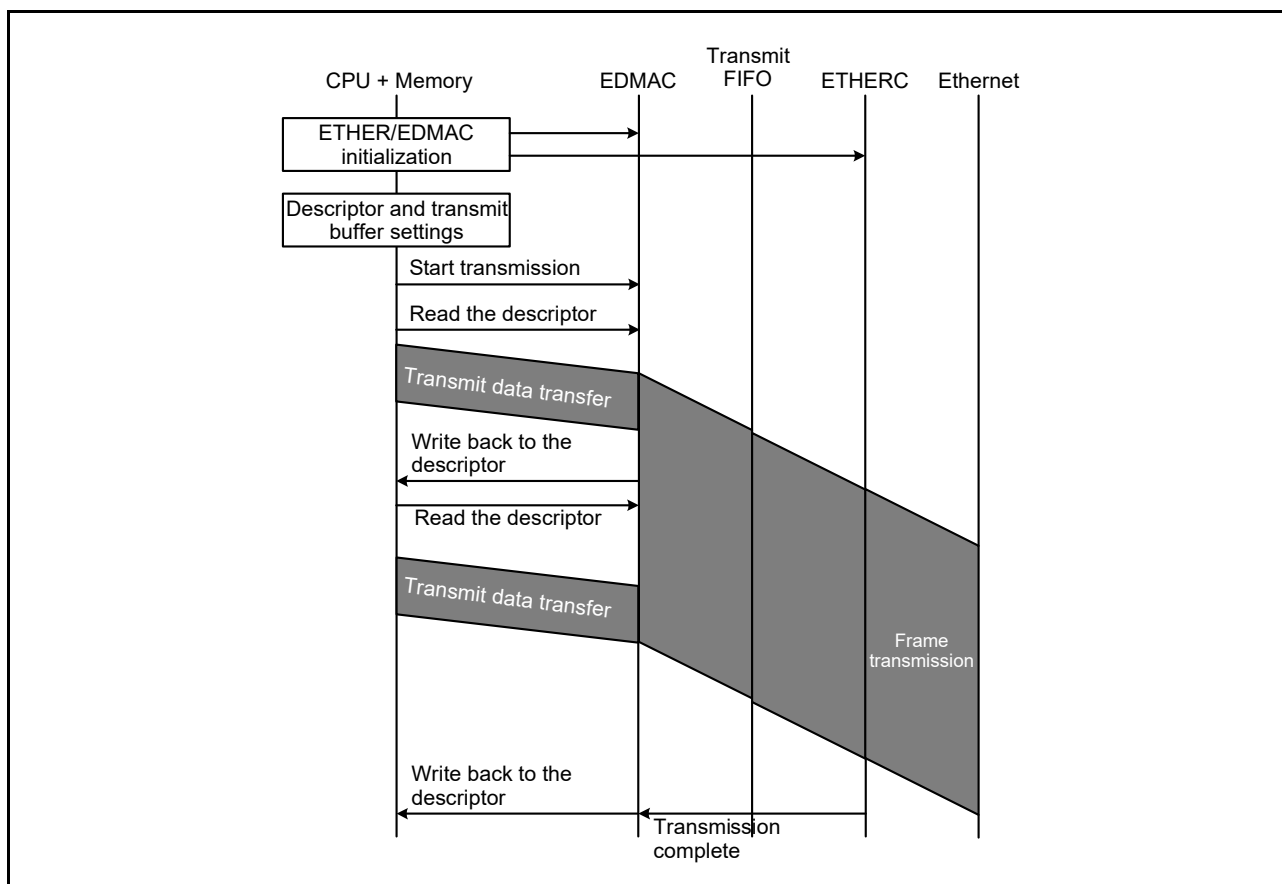 Transmit
FIFO
CPU + Memory
EDMAC
ETHERC
Ethernet
ETHER/EDMAC
initialization
Descriptor and transmit
buffer settings
Start transmission
Read the descriptor
Transmit data transfer
Write back to the
descriptor
Read the descriptor
Transmit data transfer
Frame
transmission
Write back to the
descriptor
Transmission
complete